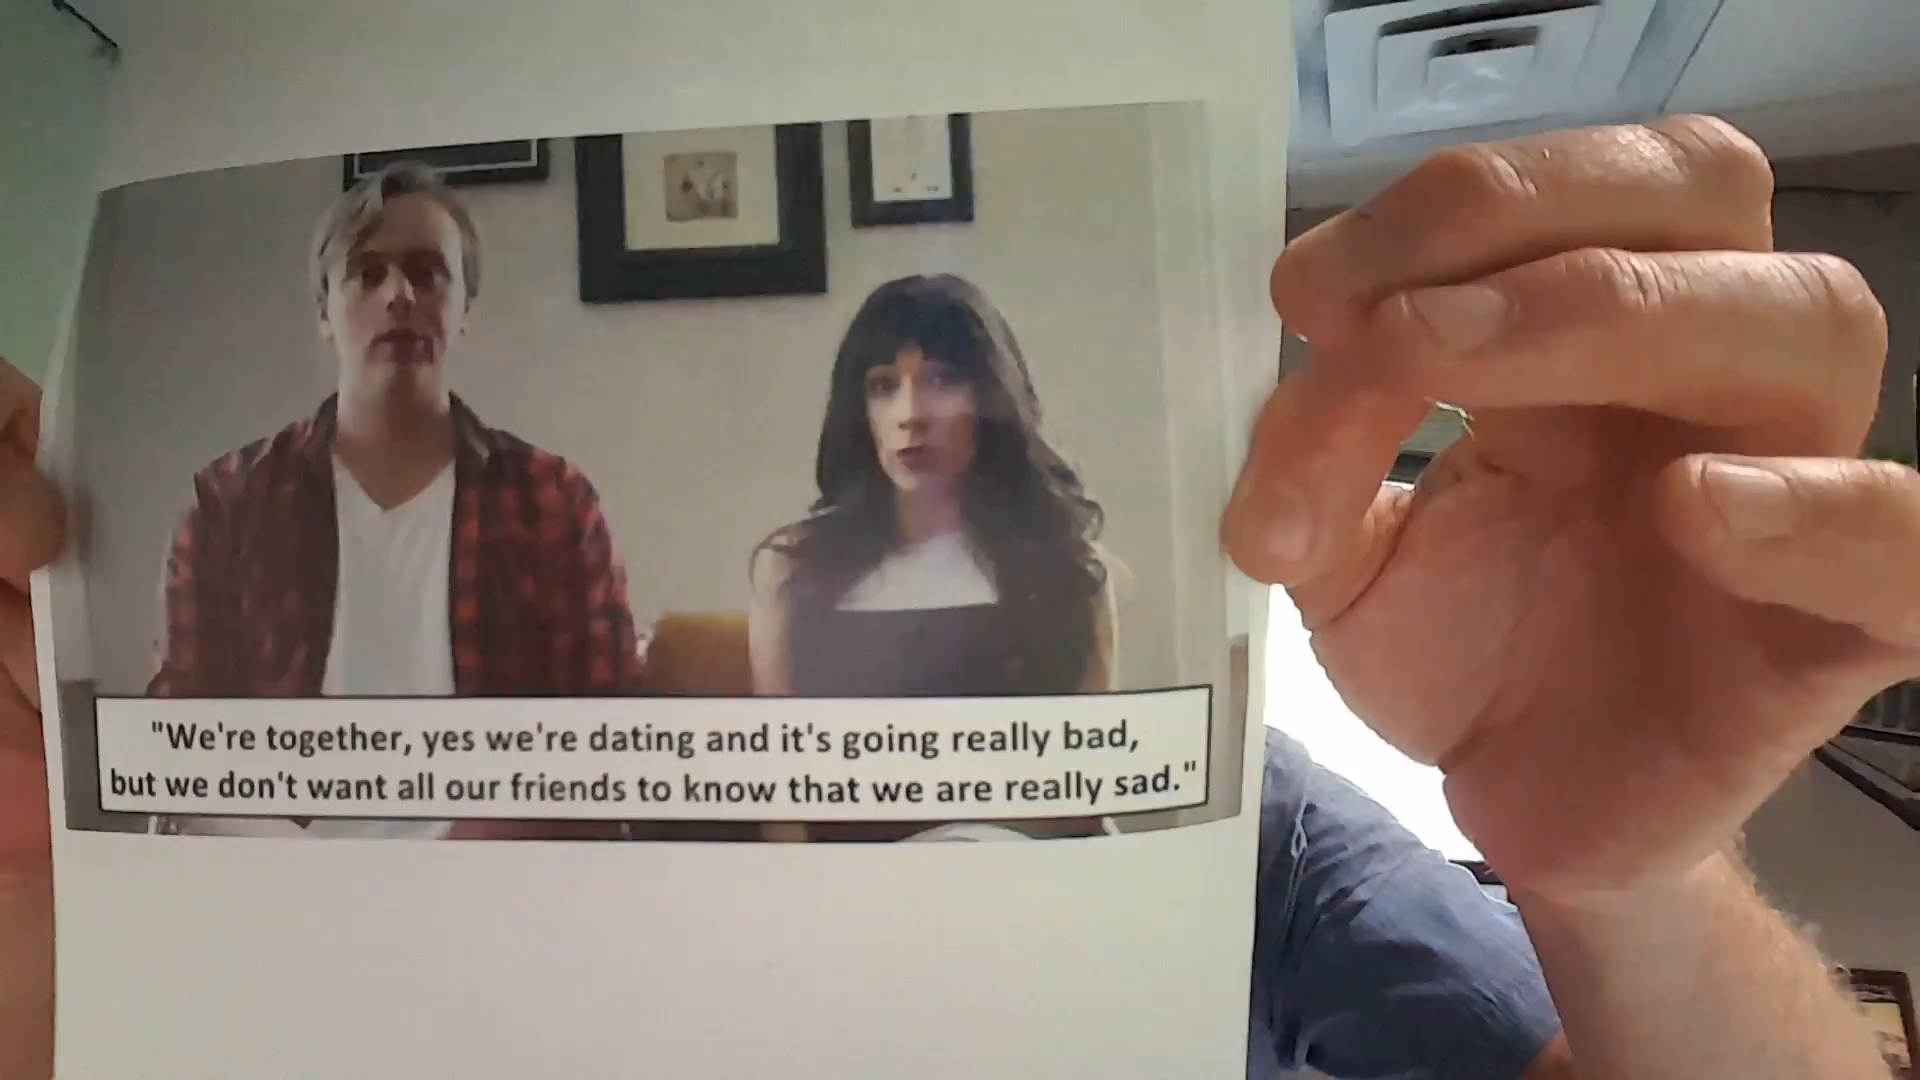 "We're together, yes we're dating and it's going really bad,
but we don't want all our friends to know that we are really sad."